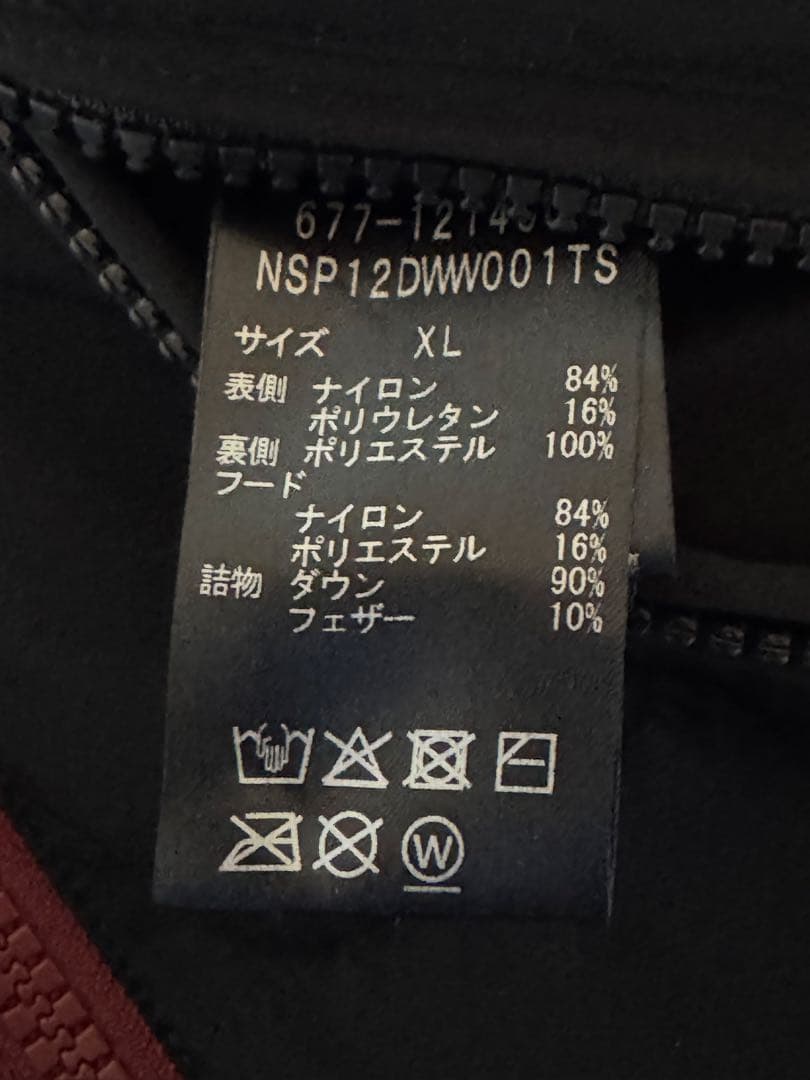 NSP12DWW001TS
サイズ XL
表側 ナイロン 84%
ポリウレタン 16%
裏側 ポリエステル 100%
フード
ナイロン 84%
ポリエステル 16%
詰物 ダウン 90%
フェザー 10%
W